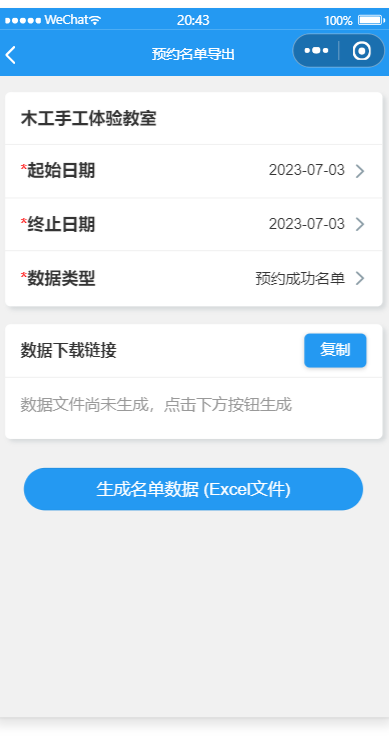 WeChat 20:43 100%
预约名单导出
木工手工体验教室
*起始日期 2023-07-03
*终止日期 2023-07-03
*数据类型 预约成功名单
数据下载链接 复制
数据文件尚未生成，点击下方按钮生成
生成名单数据 (Excel文件)